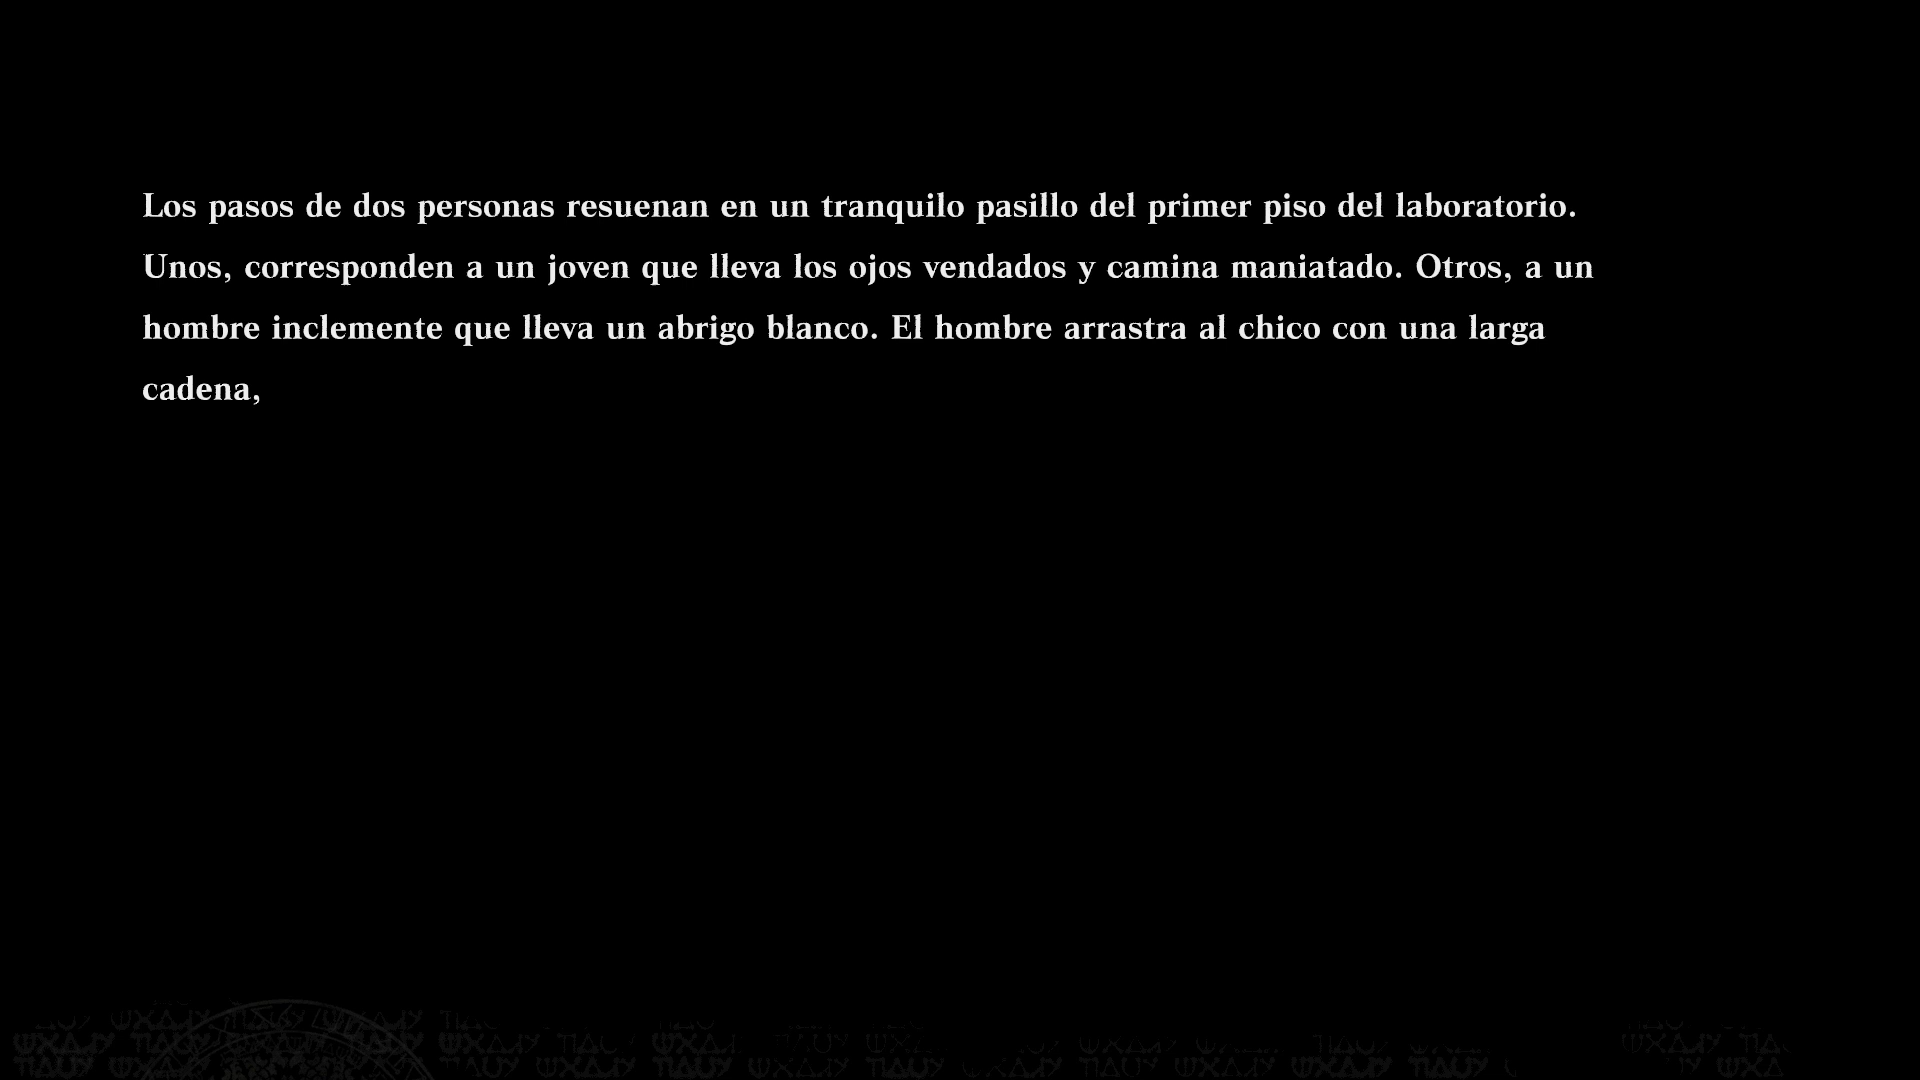 Los pasos de dos personas resuenan en un tranquilo pasillo del primer piso del laboratorio.
Unos, corresponden a un joven que lleva los ojos vendados y camina maniatado. Otros, a un
hombre inclemente que lleva un abrigo blanco. El hombre arrastra al chico con una larga
cadena,